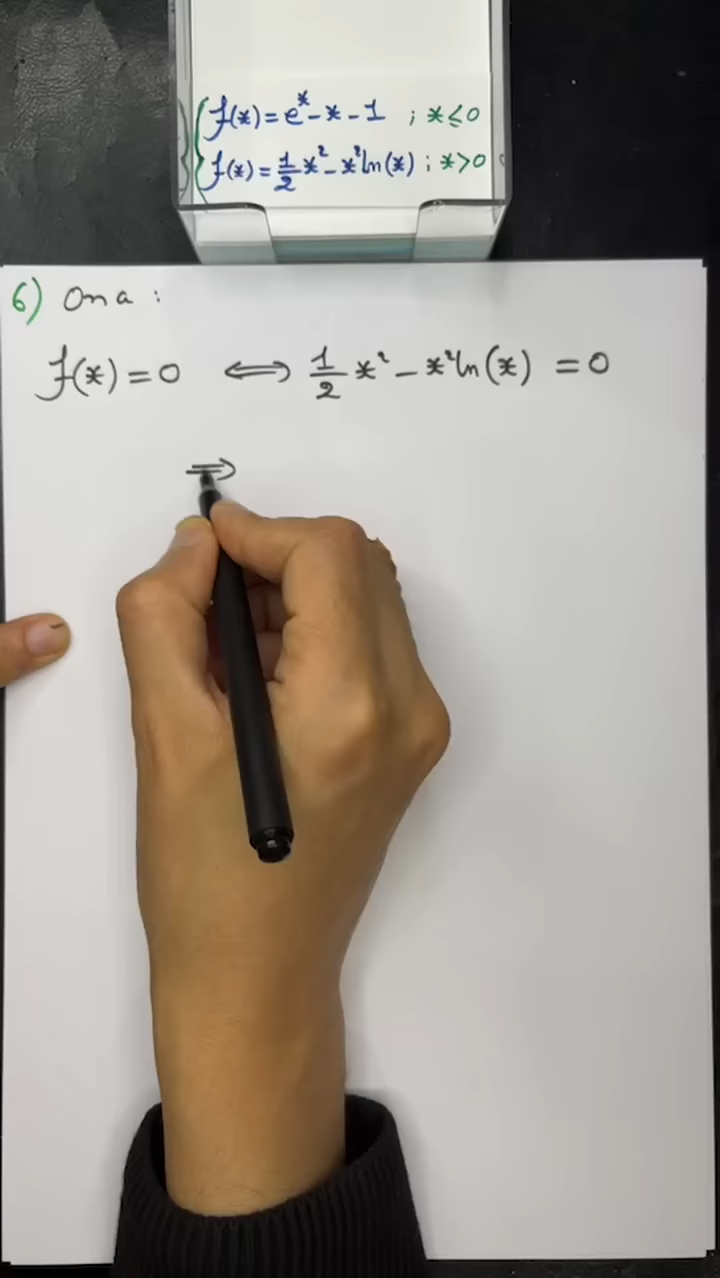 f(x) = e^x - x - 1 ; x ≤ 0
f(x) = 1/2 x² - x² ln(x) ; x > 0
6) On a :
f(x) = 0 ⟺ 1/2 x² - x² ln(x) = 0
⟹